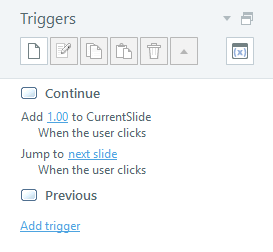 Triggers
(x)
Continue
Add 1.00 to CurrentSlide
When the user clicks
Jump to next slide
When the user clicks
Previous
Add trigger